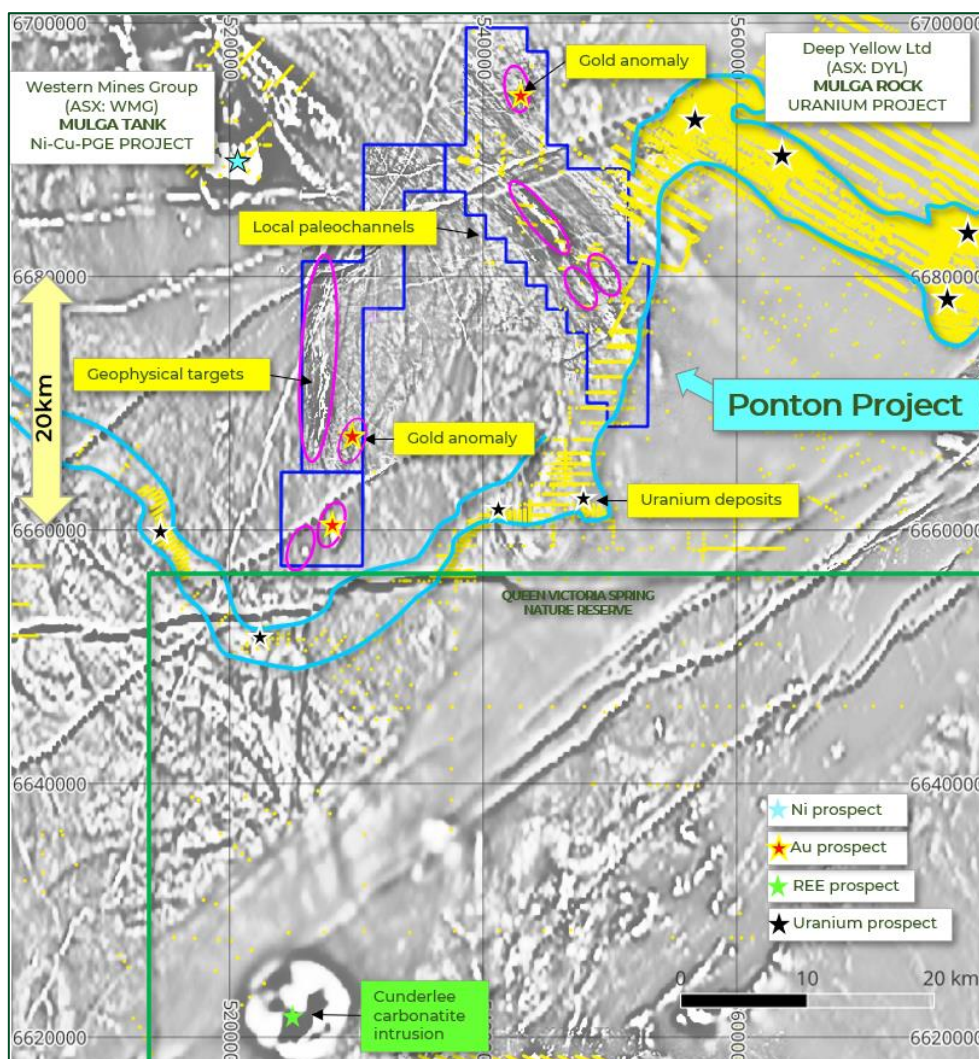 6700000
520000
540000
560000
6700000
Western Mines Group
(ASX: WMG)
MULGA TANK
Ni-Cu-PGE PROJECT
Gold anomaly
Deep Yellow Ltd
(ASX: DYL)
MULGA ROCK
URANIUM PROJECT
Local paleochannels
6680000
6680000
20km
Geophysical targets
Ponton Project
Gold anomaly
Uranium deposits
6660000
6660000
QUEEN VICTORIA SPRING
NATURE RESERVE
6640000
6640000
Ni prospect
Au prospect
REE prospect
Uranium prospect
Cunderlee
carbonatite
intrusion
0 10 20 km
520000
6620000
6620000